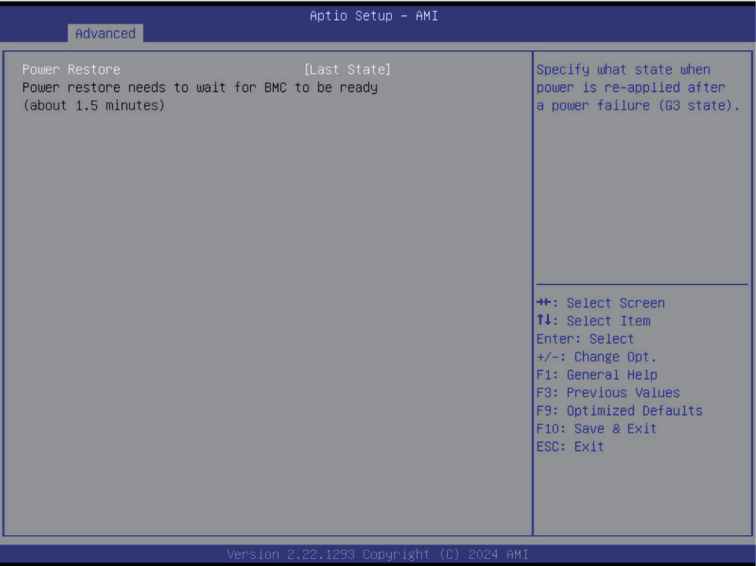 Aptio Setup – AMI
Advanced
Power Restore [Last State]
Power restore needs to wait for BMC to be ready
(about 1.5 minutes)
Specify what state when
power is re-applied after
a power failure (G3 state).
→←: Select Screen
↑↓: Select Item
Enter: Select
+/-: Change Opt.
F1: General Help
F3: Previous Values
F9: Optimized Defaults
F10: Save & Exit
ESC: Exit
Version 2.22.1293 Copyright (C) 2024 AMI